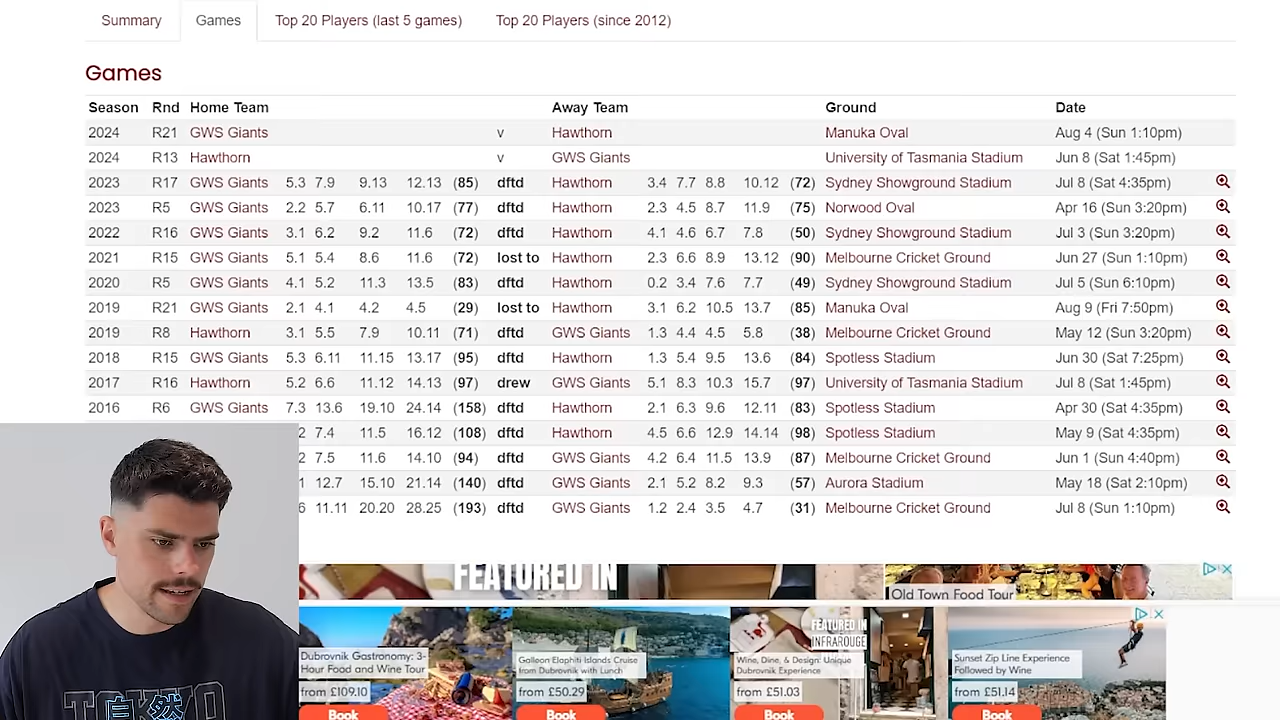 Summary Games Top 20 Players (last 5 games) Top 20 Players (since 2012)
Games
Season Rnd Home Team Away Team Ground Date
2024 R21 GWS Giants v Hawthorn Manuka Oval Aug 4 (Sun 1:10pm)
2024 R13 Hawthorn v GWS Giants University of Tasmania Stadium Jun 8 (Sat 1:45pm)
2023 R17 GWS Giants 5.3 7.9 9.13 12.13 (85) dftd Hawthorn 3.4 7.7 8.8 10.12 (72) Sydney Showground Stadium Jul 8 (Sat 4:35pm)
2023 R5 GWS Giants 2.2 5.7 6.11 10.17 (77) dftd Hawthorn 2.3 4.5 8.7 11.9 (75) Norwood Oval Apr 16 (Sun 3:20pm)
2022 R16 GWS Giants 3.1 6.2 9.2 11.6 (72) dftd Hawthorn 4.1 4.6 6.7 7.8 (50) Sydney Showground Stadium Jul 3 (Sun 3:20pm)
2021 R15 GWS Giants 5.1 5.4 8.6 11.6 (72) lost to Hawthorn 2.3 6.6 8.9 13.12 (90) Melbourne Cricket Ground Jun 27 (Sun 1:10pm)
2020 R5 GWS Giants 4.1 5.2 11.3 13.5 (83) dftd Hawthorn 0.2 3.4 7.6 7.7 (49) Sydney Showground Stadium Jul 5 (Sun 6:10pm)
2019 R21 GWS Giants 2.1 4.1 4.2 4.5 (29) lost to Hawthorn 3.1 6.2 10.5 13.7 (85) Manuka Oval Aug 9 (Fri 7:50pm)
2019 R8 Hawthorn 3.1 5.5 7.9 10.11 (71) dftd GWS Giants 1.3 4.4 4.5 5.8 (38) Melbourne Cricket Ground May 12 (Sun 3:20pm)
2018 R15 GWS Giants 5.3 6.11 11.15 13.17 (95) dftd Hawthorn 1.3 5.4 9.5 13.6 (84) Spotless Stadium Jun 30 (Sat 7:25pm)
2017 R16 Hawthorn 5.2 6.6 11.12 14.13 (97) drew GWS Giants 5.1 8.3 10.3 15.7 (97) University of Tasmania Stadium Jul 8 (Sat 1:45pm)
2016 R6 GWS Giants 7.3 13.6 19.10 24.14 (158) dftd Hawthorn 2.1 6.3 9.6 12.11 (83) Spotless Stadium Apr 30 (Sat 4:35pm)
2 7.4 11.5 16.12 (108) dftd Hawthorn 4.5 6.6 12.9 14.14 (98) Spotless Stadium May 9 (Sat 4:35pm)
2 7.5 11.6 14.10 (94) dftd GWS Giants 4.2 6.4 11.5 13.9 (87) Melbourne Cricket Ground Jun 1 (Sun 4:40pm)
1 12.7 15.10 21.14 (140) dftd GWS Giants 2.1 5.2 8.2 9.3 (57) Aurora Stadium May 18 (Sat 2:10pm)
6 11.11 20.20 28.25 (193) dftd GWS Giants 1.2 2.4 3.5 4.7 (31) Melbourne Cricket Ground Jul 8 (Sun 1:10pm)
FEATURED IN
Old Town Food Tour
Dubrovnik Gastronomy: 3-
Hour Food and Wine Tour
from £109.10
Book
Galleon Elaphiti Islands Cruise
from Dubrovnik with Lunch
from £50.29
Book
FEATURED IN
INFRAROUGE
Wine, Dine, & Design: Unique
Dubrovnik Experience
from £51.03
Book
Sunset Zip Line Experience
Followed by Wine
from £51.14
Book
TOKYO
自然